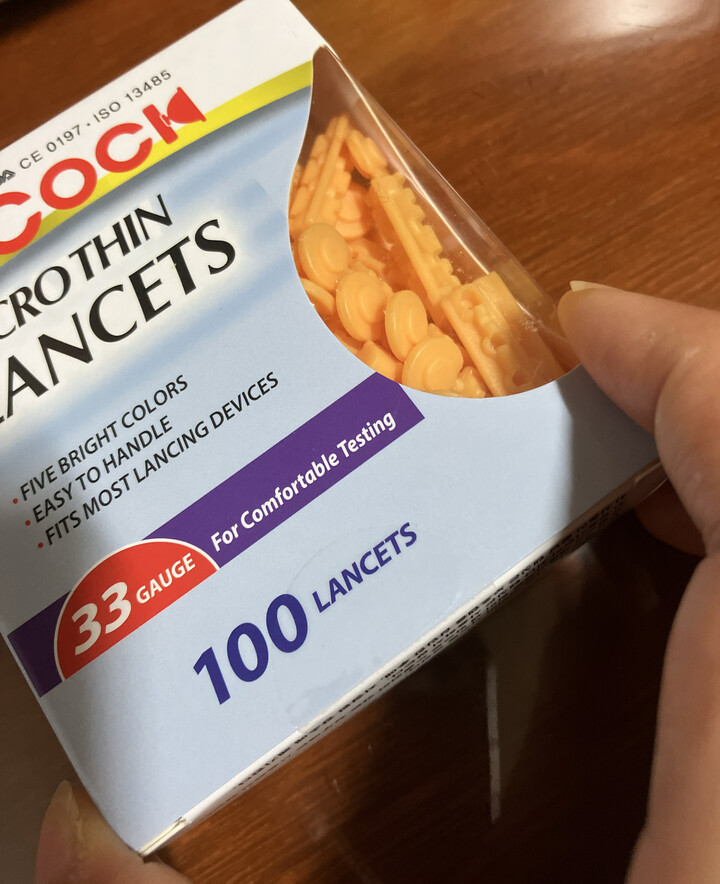 CE 0197 · ISO 13485
COCK
CRO THIN
LANCETS
· FIVE BRIGHT COLORS
· EASY TO HANDLE
· FITS MOST LANCING DEVICES
33 GAUGE For Comfortable Testing
100 LANCETS